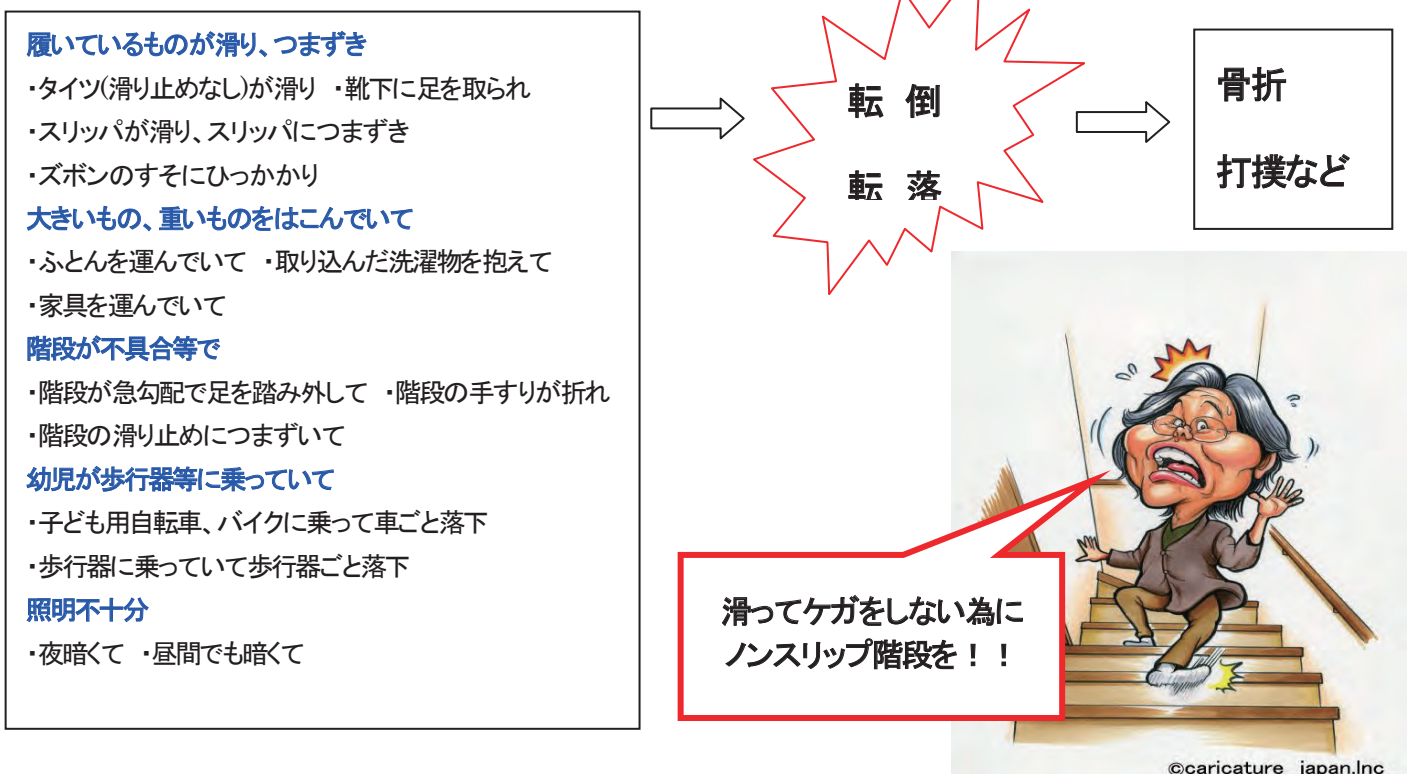 履いているものが滑り、つまずき
・タイツ(滑り止めなし)が滑り ・靴下に足を取られ
・スリッパが滑り、スリッパにつまずき
・ズボンのすそにひっかかり
大きいもの、重いものをはこんでいて
・ふとんを運んでいて ・取り込んだ洗濯物を抱えて
・家具を運んでいて
階段が不具合等で
・階段が急勾配で足を踏み外して ・階段の手すりが折れ
・階段の滑り止めにつまずいて
幼児が歩行器等に乗っていて
・子ども用自転車、バイクに乗って車ごと落下
・歩行器に乗っていて歩行器ごと落下
照明不十分
・夜暗くて ・昼間でも暗くて
転 倒
転 落
骨折
打撲など
滑ってケガをしない為に
ノンスリップ階段を！！
©caricature japan.Inc